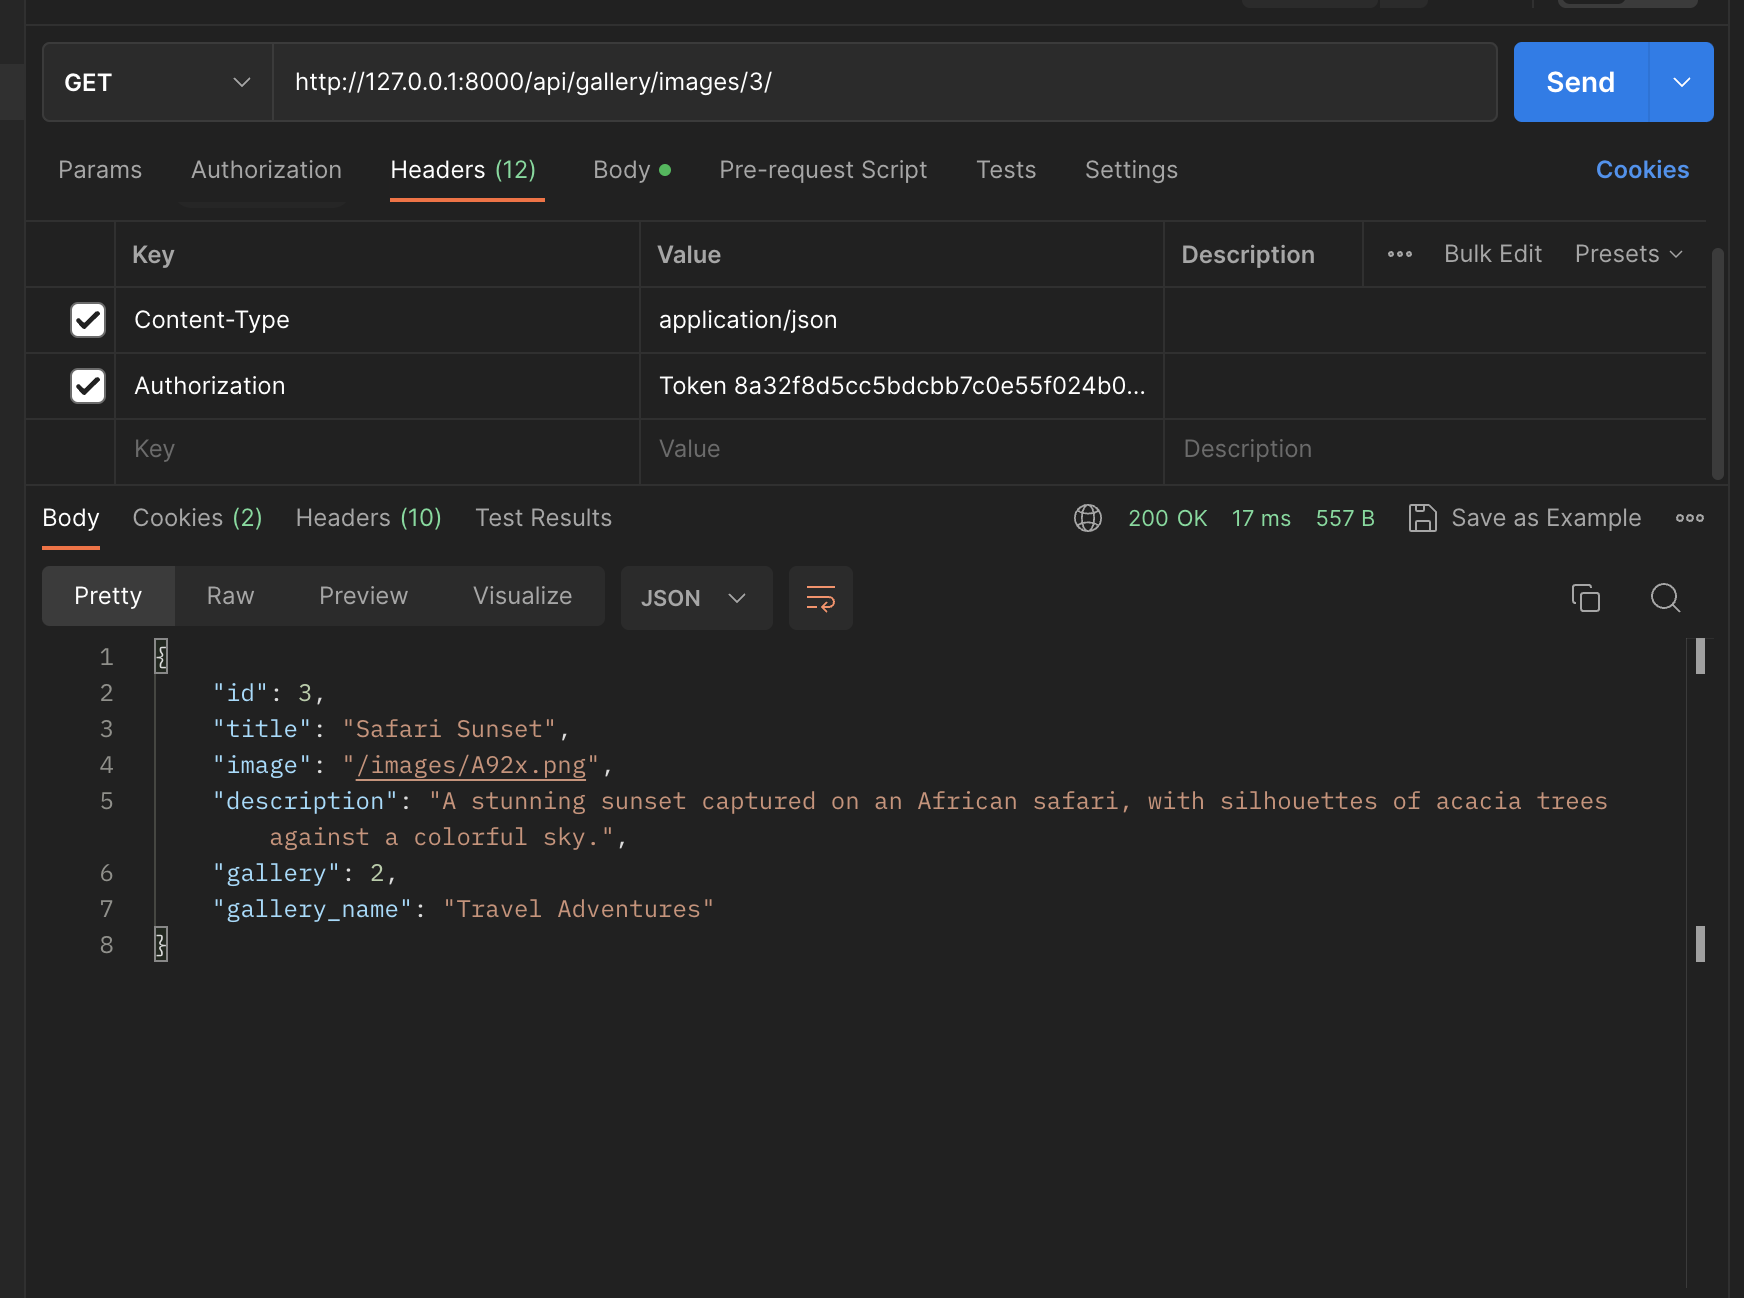 GET http://127.0.0.1:8000/api/gallery/images/3/ Send
Params Authorization Headers (12) Body Pre-request Script Tests Settings Cookies
Key Value Description Bulk Edit Presets
Content-Type application/json
Authorization Token 8a32f8d5cc5bdcbb7c0e55f024b0...
Key Value Description
Body Cookies (2) Headers (10) Test Results 200 OK 17 ms 557 B Save as Example
Pretty Raw Preview Visualize JSON
1 {
2 "id": 3,
3 "title": "Safari Sunset",
4 "image": "/images/A92x.png",
5 "description": "A stunning sunset captured on an African safari, with silhouettes of acacia trees
against a colorful sky.",
6 "gallery": 2,
7 "gallery_name": "Travel Adventures"
8 }